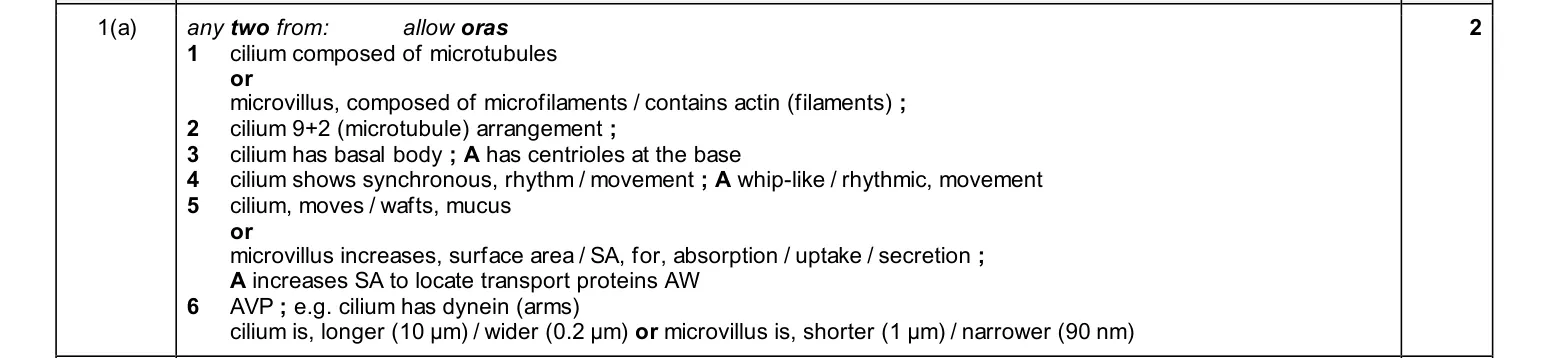 1(a) any two from: allow oras 2
1 cilium composed of microtubules
or
microvillus, composed of microfilaments / contains actin (filaments) ;
2 cilium 9+2 (microtubule) arrangement ;
3 cilium has basal body ; A has centrioles at the base
4 cilium shows synchronous, rhythm / movement ; A whip-like / rhythmic, movement
5 cilium, moves / wafts, mucus
or
microvillus increases, surface area / SA, for, absorption / uptake / secretion ;
A increases SA to locate transport proteins AW
6 AVP ; e.g. cilium has dynein (arms)
cilium is, longer (10 μm) / wider (0.2 μm) or microvillus is, shorter (1 μm) / narrower (90 nm)